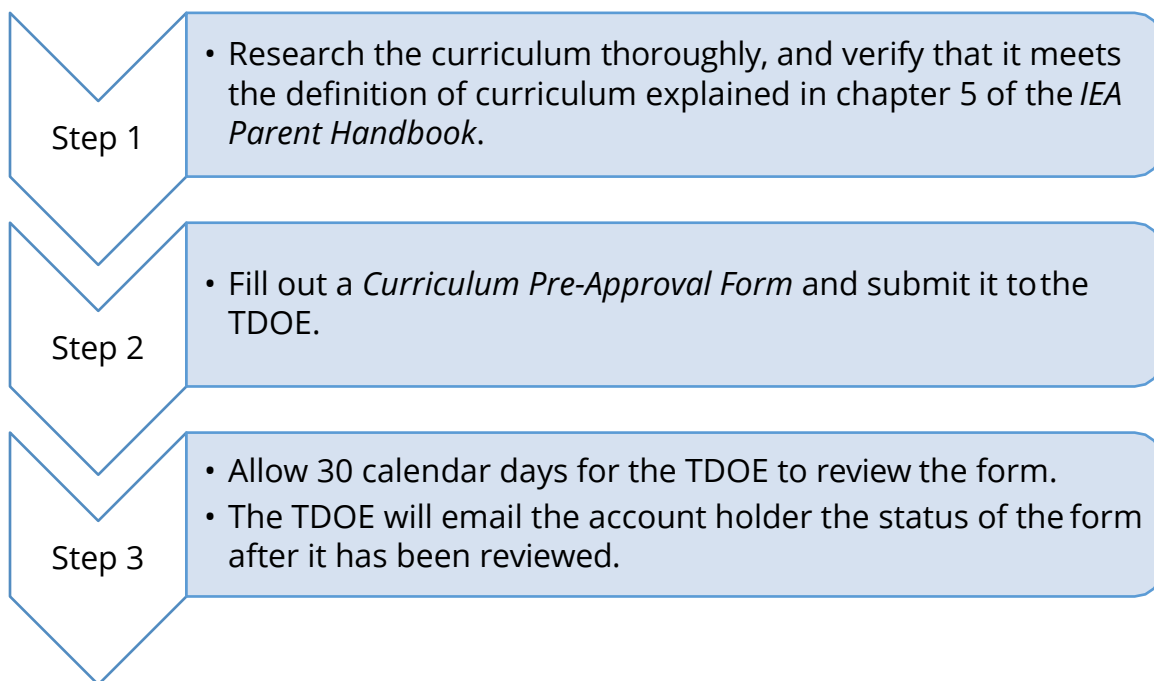 Step 1
• Research the curriculum thoroughly, and verify that it meets
the definition of curriculum explained in chapter 5 of the IEA
Parent Handbook.
Step 2
• Fill out a Curriculum Pre-Approval Form and submit it to the
TDOE.
Step 3
• Allow 30 calendar days for the TDOE to review the form.
• The TDOE will email the account holder the status of the form
after it has been reviewed.